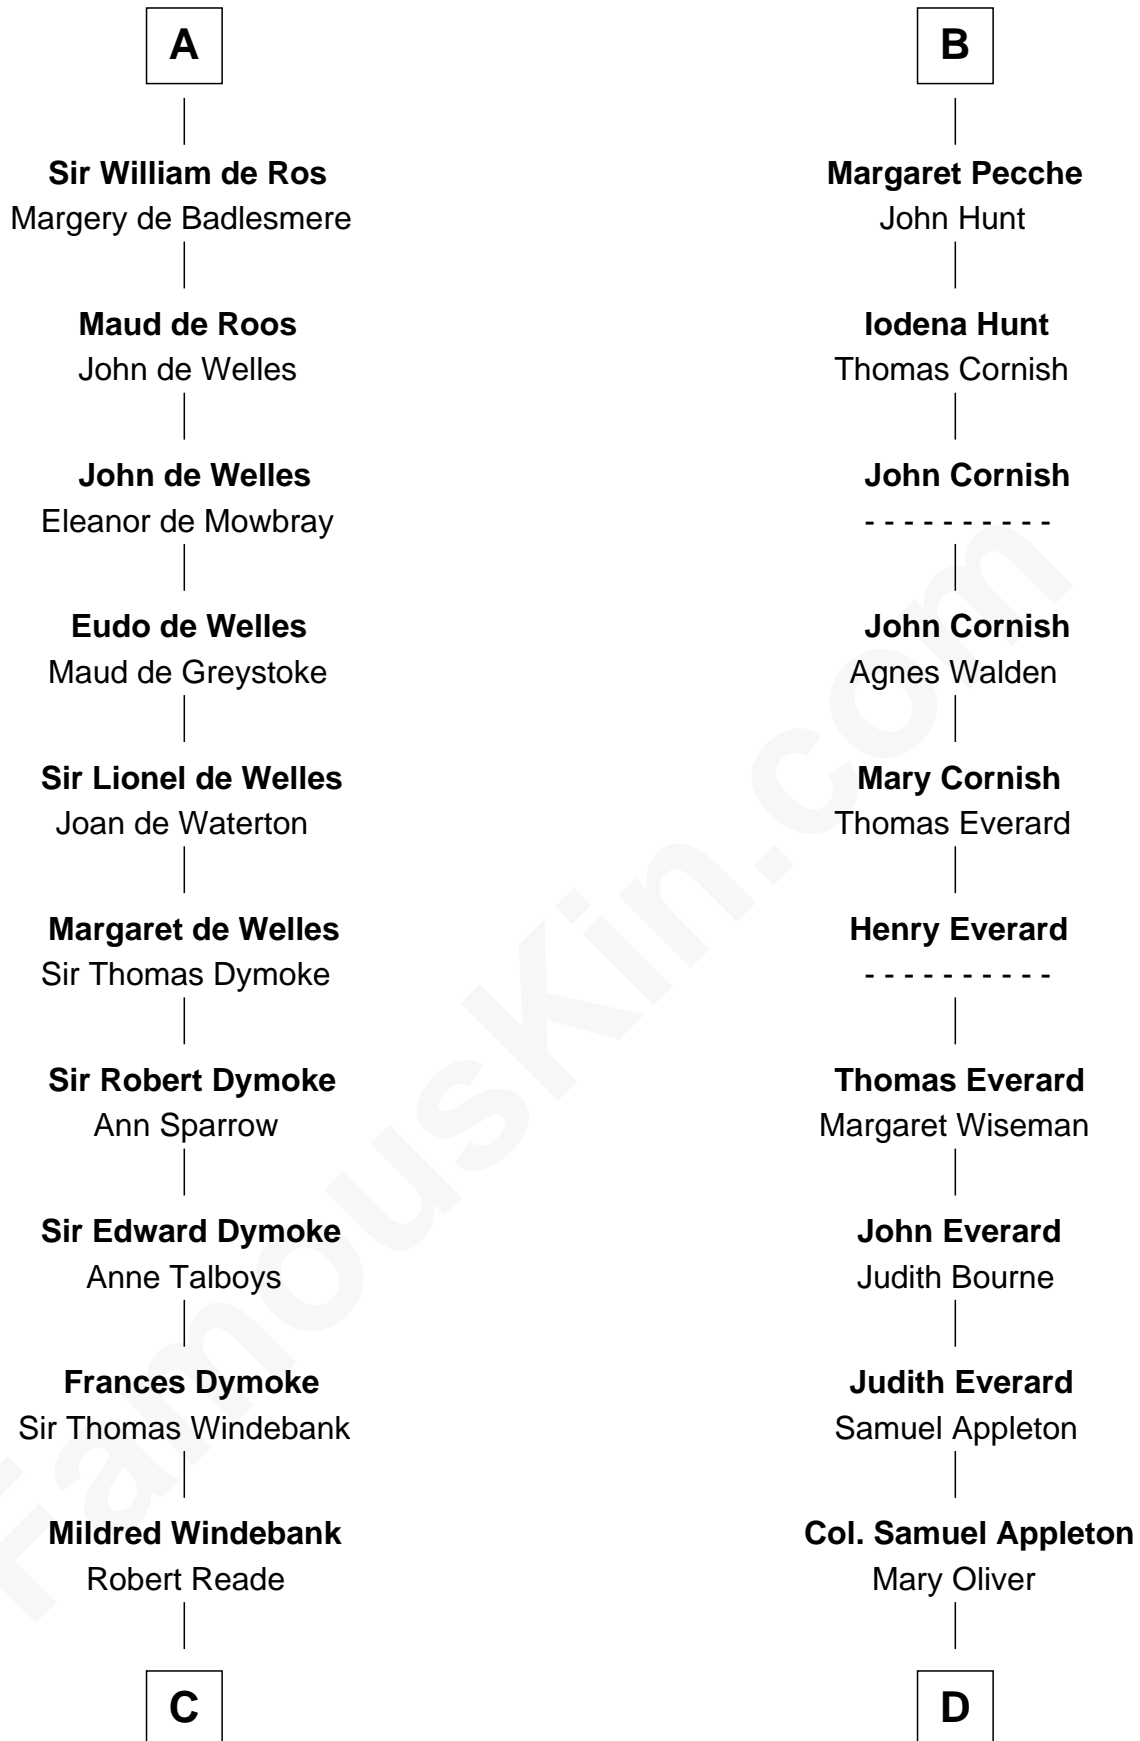 A
Sir William de Ros
Margery de Badlesmere
Maud de Roos
John de Welles
John de Welles
Eleanor de Mowbray
Eudo de Welles
Maud de Greystoke
Sir Lionel de Welles
Joan de Waterton
Margaret de Welles
Sir Thomas Dymoke
Sir Robert Dymoke
Ann Sparrow
Sir Edward Dymoke
Anne Talboys
Frances Dymoke
Sir Thomas Windebank
Mildred Windebank
Robert Reade
C
B
Margaret Pecche
John Hunt
Iodena Hunt
Thomas Cornish
John Cornish
- - - - - - - - - -
John Cornish
Agnes Walden
Mary Cornish
Thomas Everard
Henry Everard
- - - - - - - - - -
Thomas Everard
Margaret Wiseman
John Everard
Judith Bourne
Judith Everard
Samuel Appleton
Col. Samuel Appleton
Mary Oliver
D
FamousKin.com